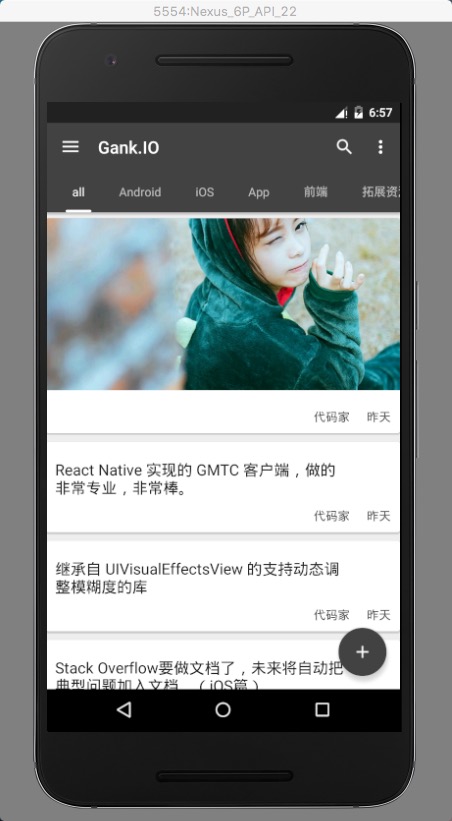 5554:Nexus_6P_API_22
6:57
Gank.IO
all Android iOS App 前端 拓展资
代码家 昨天
React Native 实现的 GMTC 客户端，做的
非常专业，非常棒。
代码家 昨天
继承自 UIVisualEffectsView 的支持动态调
整模糊度的库
代码家 昨天
Stack Overflow要做文档了，未来将自动把
典型问题加入文档。（iOS篇）